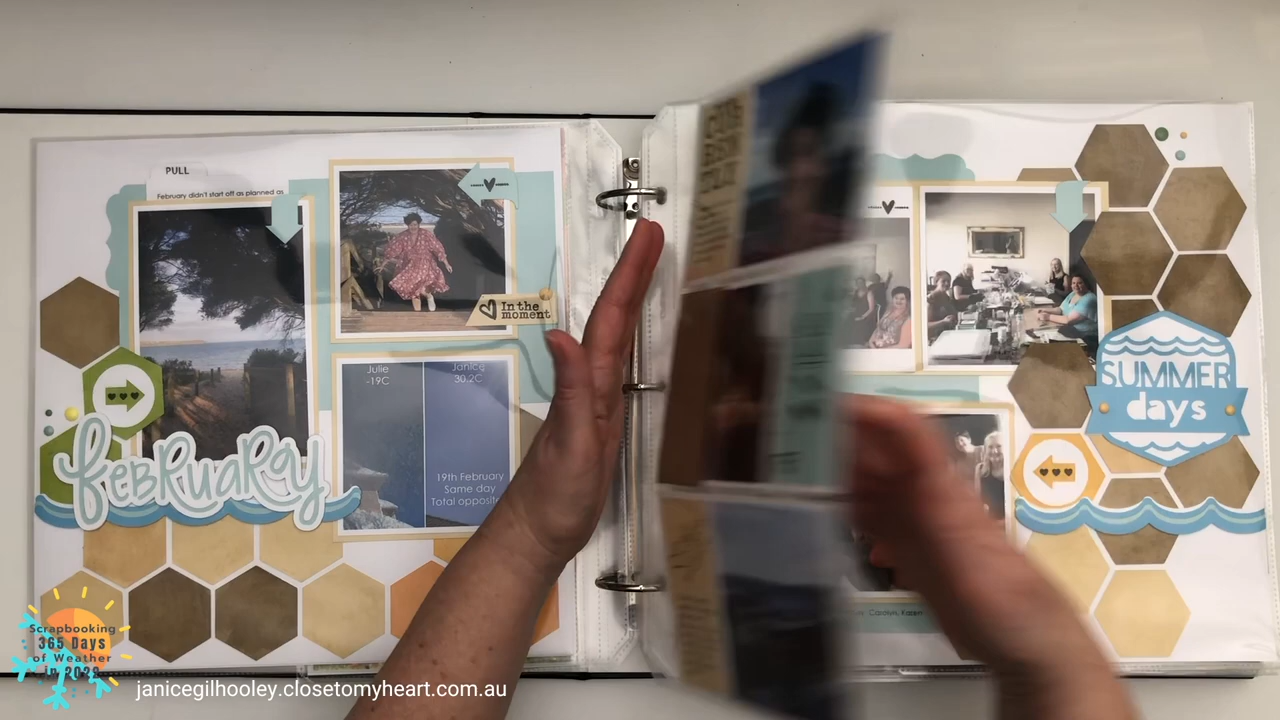 PULL
February didn't start off as planned as
In the
moment
Julie
-19C
Janice
30.2C
19th February
Same day
Total opposite
february
SUMMER
days
Scrapbooking
365 Days
of Weather
janicegilhooley.closetomyheart.com.au